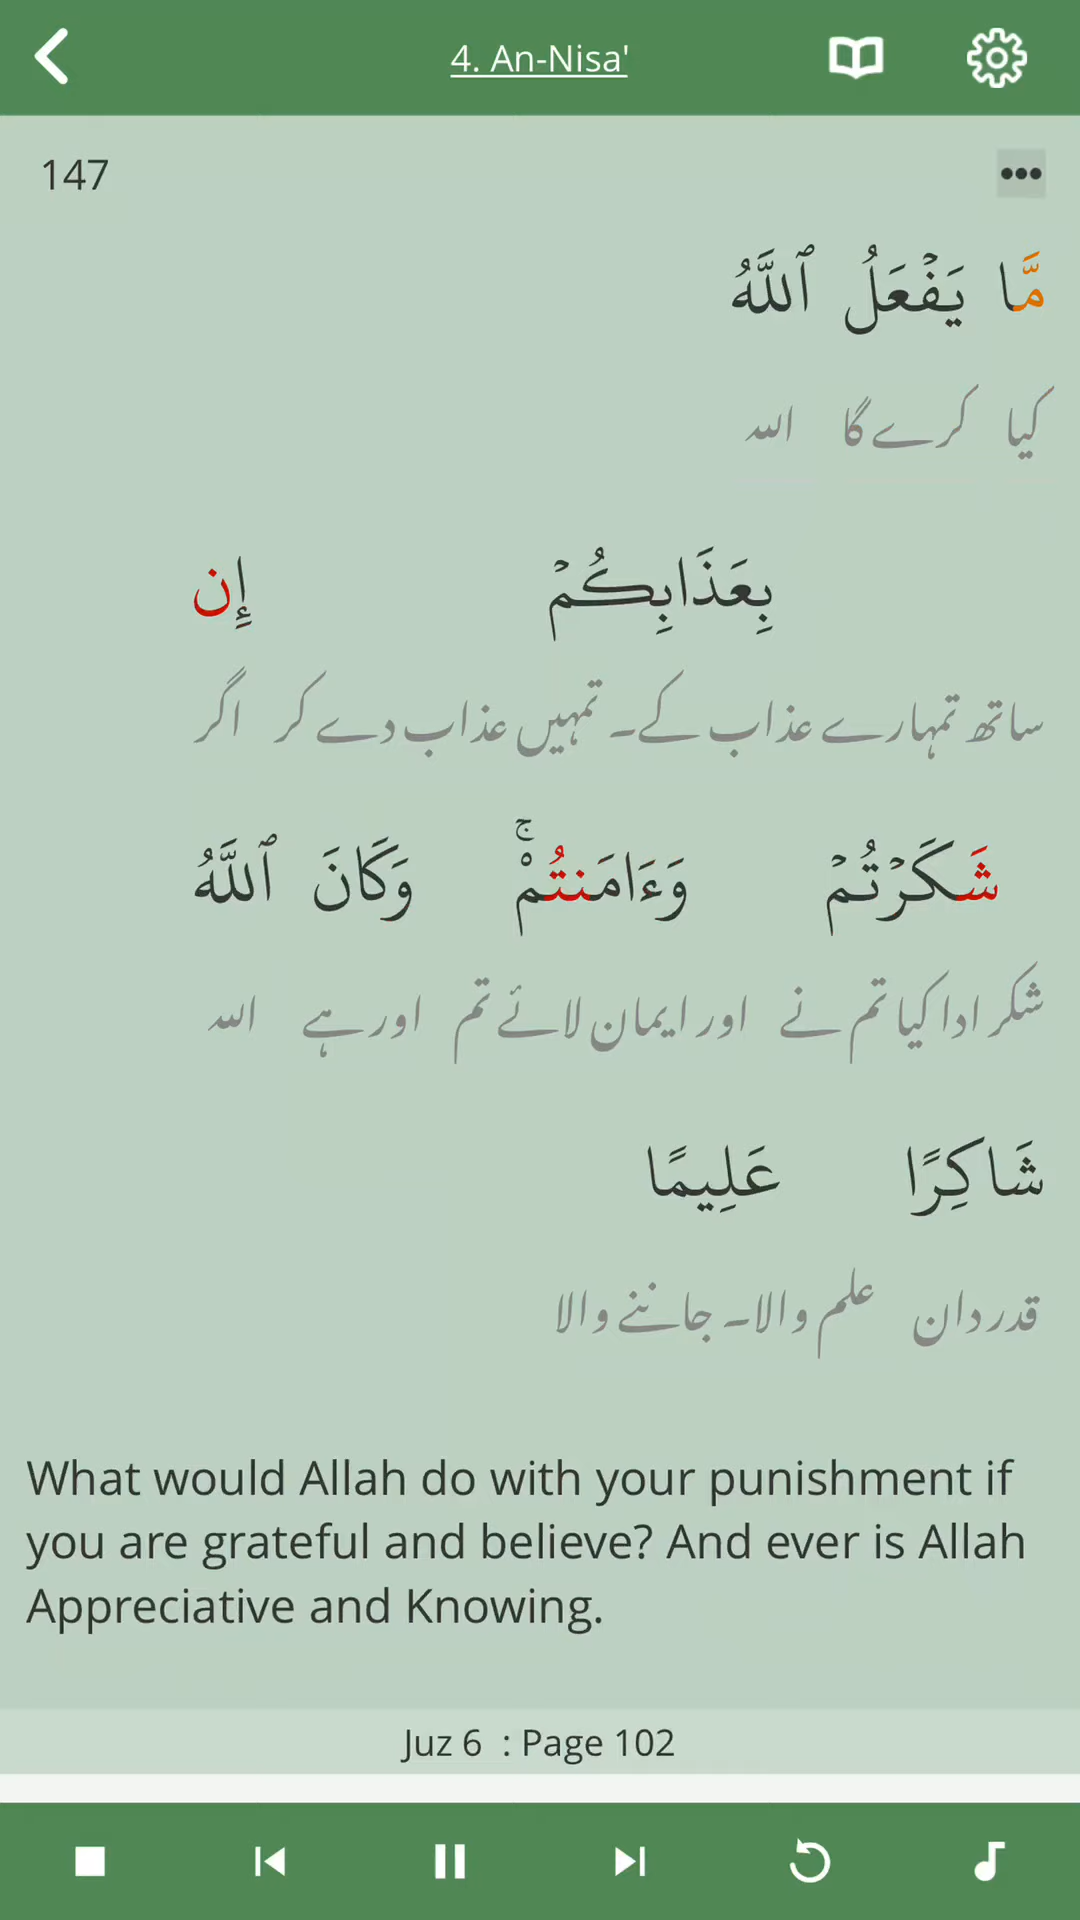 4. An-Nisa'
147
مَّا يَفۡعَلُ ٱللَّهُ
کیا کرے گا اللہ
بِعَذَابِكُمۡ إِن
ساتھ تمہارے عذاب کے۔ تمہیں عذاب دے کر اگر
شَكَرۡتُمۡ وَءَامَنتُمۡۚ وَكَانَ ٱللَّهُ
شکر ادا کیا تم نے اور ایمان لائے تم اور ہے اللہ
شَاكِرًا عَلِيمًا
قدردان علم والا۔ جاننے والا
What would Allah do with your punishment if
you are grateful and believe? And ever is Allah
Appreciative and Knowing.
Juz 6 : Page 102